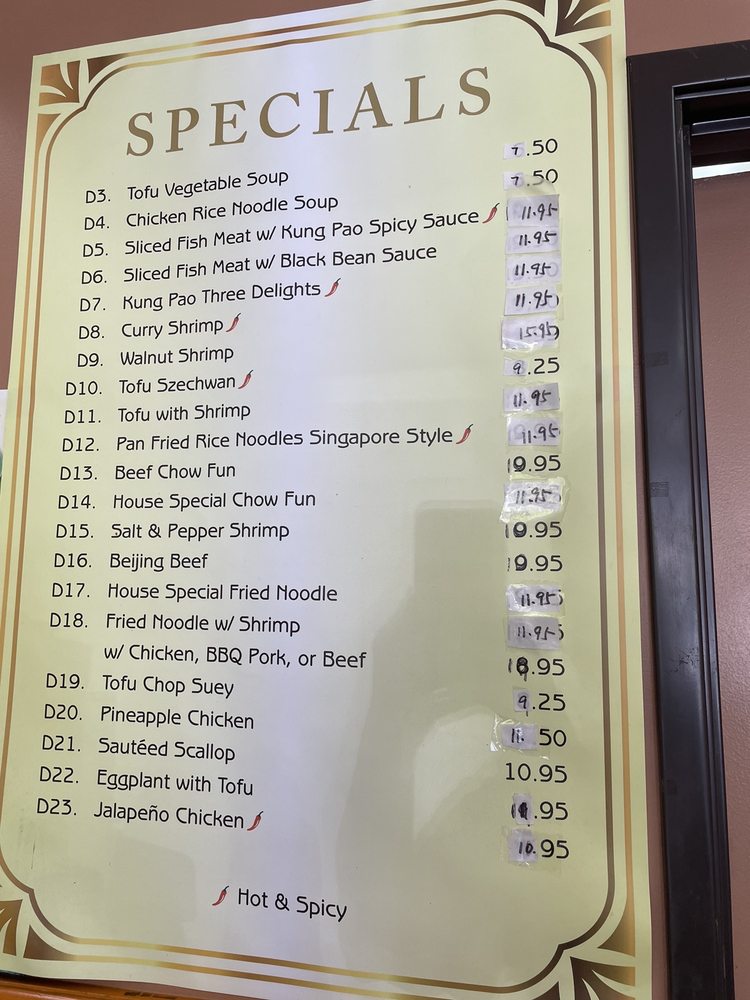 SPECIALS
D3. Tofu Vegetable Soup 7.50
D4. Chicken Rice Noodle Soup 7.50
D5. Sliced Fish Meat w/ Kung Pao Spicy Sauce 11.95
D6. Sliced Fish Meat w/ Black Bean Sauce 11.95
D7. Kung Pao Three Delights 11.95
D8. Curry Shrimp 11.95
D9. Walnut Shrimp 15.95
D10. Tofu Szechwan 9.25
D11. Tofu with Shrimp 11.95
D12. Pan Fried Rice Noodles Singapore Style 11.95
D13. Beef Chow Fun 10.95
D14. House Special Chow Fun 11.95
D15. Salt & Pepper Shrimp 10.95
D16. Beijing Beef 10.95
D17. House Special Fried Noodle 11.95
D18. Fried Noodle w/ Shrimp 11.95
w/ Chicken, BBQ Pork, or Beef
D19. Tofu Chop Suey 9.25
D20. Pineapple Chicken 11.50
D21. Sautéed Scallop 10.95
D22. Eggplant with Tofu
D23. Jalapeño Chicken 10.95
Hot & Spicy